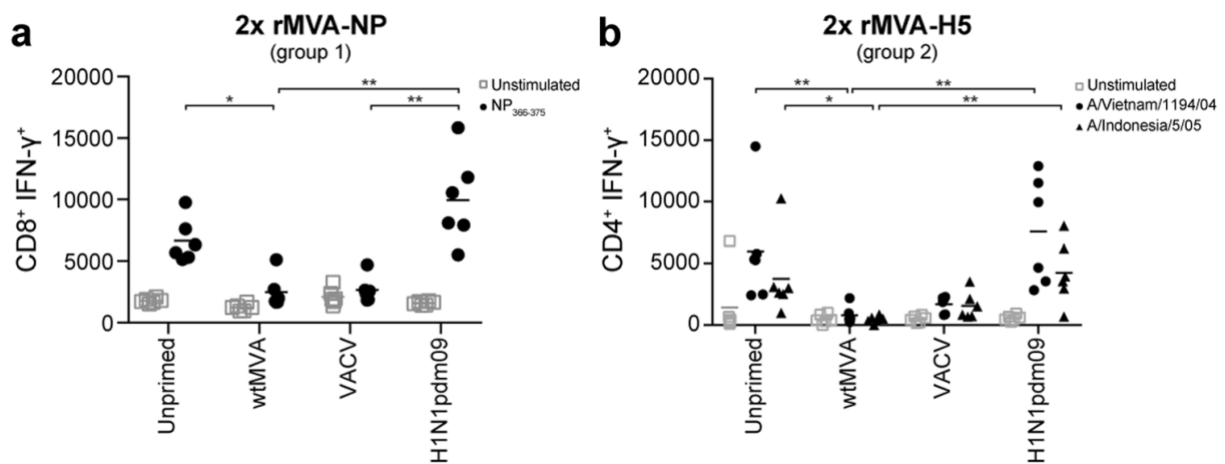 a
2x rMVA-NP
(group 1)
CD8⁺ IFN-γ⁺
20000
15000
10000
5000
0
* ** **
Unstimulated
NP₃₆₆₋₃₇₅
Unprimed
wtMVA
VACV
H1N1pdm09
b
2x rMVA-H5
(group 2)
CD4⁺ IFN-γ⁺
20000
15000
10000
5000
0
** ** * **
Unstimulated
A/Vietnam/1194/04
A/Indonesia/5/05
Unprimed
wtMVA
VACV
H1N1pdm09